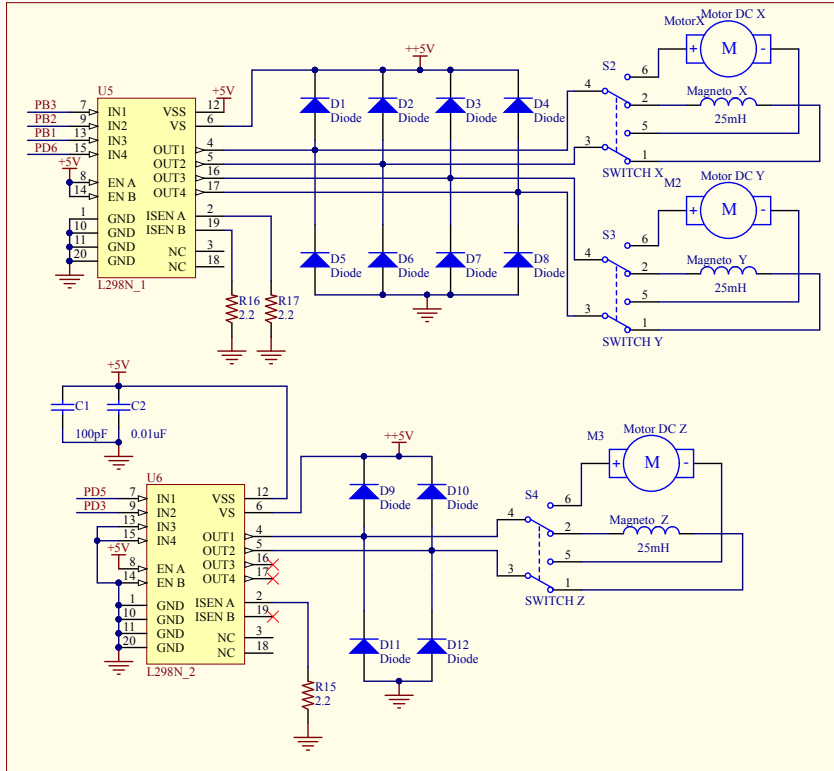 Motor DC X
MotorX
+ M -
++5V
S2
6
U5
+5V
D1
Diode
D2
Diode
D3
Diode
D4
Diode
4
2
Magneto_X
25mH
PB3 7 IN1
VSS 12
PB2 9 IN2
VS 6
PB1 13 IN3
5
PD6 15 IN4
OUT1 4
3
1
OUT2 5
SWITCH X
+5V
OUT3 16
8 EN A
OUT4 17
14 EN B
M2
Motor DC Y
+ M -
1 GND
ISEN A 2
10 GND
ISEN B 19
11 GND
20 GND
NC 3
NC 18
S3
6
D5
Diode
D6
Diode
D7
Diode
D8
Diode
4
2
Magneto_Y
25mH
L298N_1
5
R16
2.2
R17
2.2
3
1
SWITCH Y
+5V
C1
100pF
C2
0.01uF
Motor DC Z
M3
+ M -
++5V
U6
D9
Diode
D10
Diode
S4
6
PD5 7 IN1
VSS 12
PD3 9 IN2
VS 6
13 IN3
15 IN4
OUT1 4
4
2
Magneto_Z
25mH
+5V
OUT2 5
8 EN A
OUT3 16
14 EN B
OUT4 17
5
3
1
SWITCH Z
1 GND
ISEN A 2
10 GND
ISEN B 19
11 GND
20 GND
NC 3
NC 18
D11
Diode
D12
Diode
L298N_2
R15
2.2